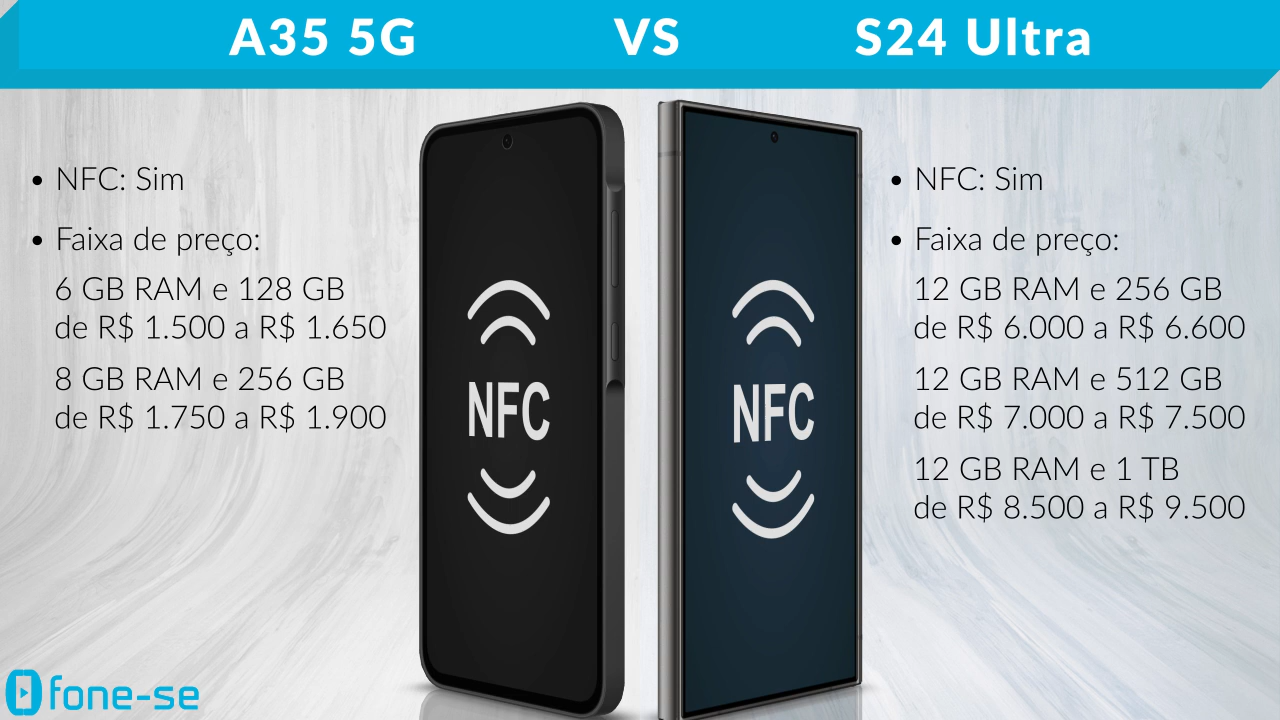 A35 5G VS S24 Ultra
• NFC: Sim
• Faixa de preço:
6 GB RAM e 128 GB
de R$ 1.500 a R$ 1.650
8 GB RAM e 256 GB
de R$ 1.750 a R$ 1.900
NFC
NFC
• NFC: Sim
• Faixa de preço:
12 GB RAM e 256 GB
de R$ 6.000 a R$ 6.600
12 GB RAM e 512 GB
de R$ 7.000 a R$ 7.500
12 GB RAM e 1 TB
de R$ 8.500 a R$ 9.500
fone-se